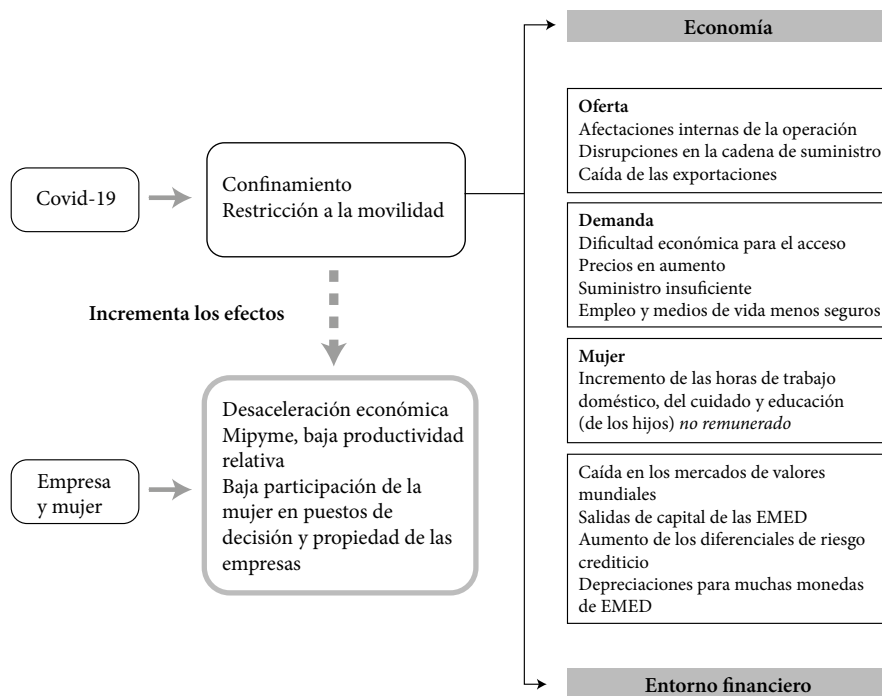 Covid-19
Confinamiento
Restricción a la movilidad
Incrementa los efectos
Empresa
y mujer
Desaceleración económica
Mipyme, baja productividad
relativa
Baja participación de la
mujer en puestos de
decisión y propiedad de las
empresas
Economía
Oferta
Afectaciones internas de la operación
Disrupciones en la cadena de suministro
Caída de las exportaciones
Demanda
Dificultad económica para el acceso
Precios en aumento
Suministro insuficiente
Empleo y medios de vida menos seguros
Mujer
Incremento de las horas de trabajo
doméstico, del cuidado y educación
(de los hijos) no remunerado
Caída en los mercados de valores
mundiales
Salidas de capital de las EMED
Aumento de los diferenciales de riesgo
crediticio
Depreciaciones para muchas monedas
de EMED
Entorno financiero